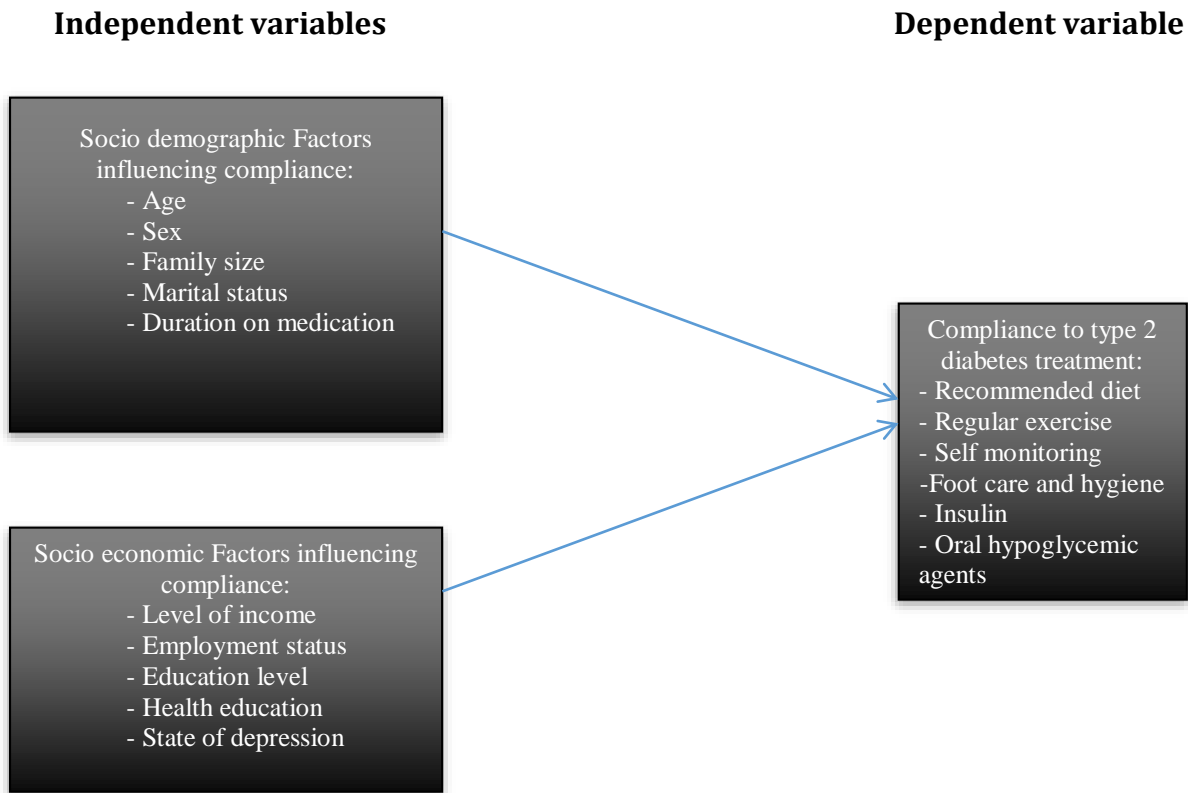 Independent variables
Dependent variable
Socio demographic Factors
influencing compliance:
- Age
- Sex
- Family size
- Marital status
- Duration on medication
Socio economic Factors influencing
compliance:
- Level of income
- Employment status
- Education level
- Health education
- State of depression
Compliance to type 2
diabetes treatment:
- Recommended diet
- Regular exercise
- Self monitoring
-Foot care and hygiene
- Insulin
- Oral hypoglycemic
agents